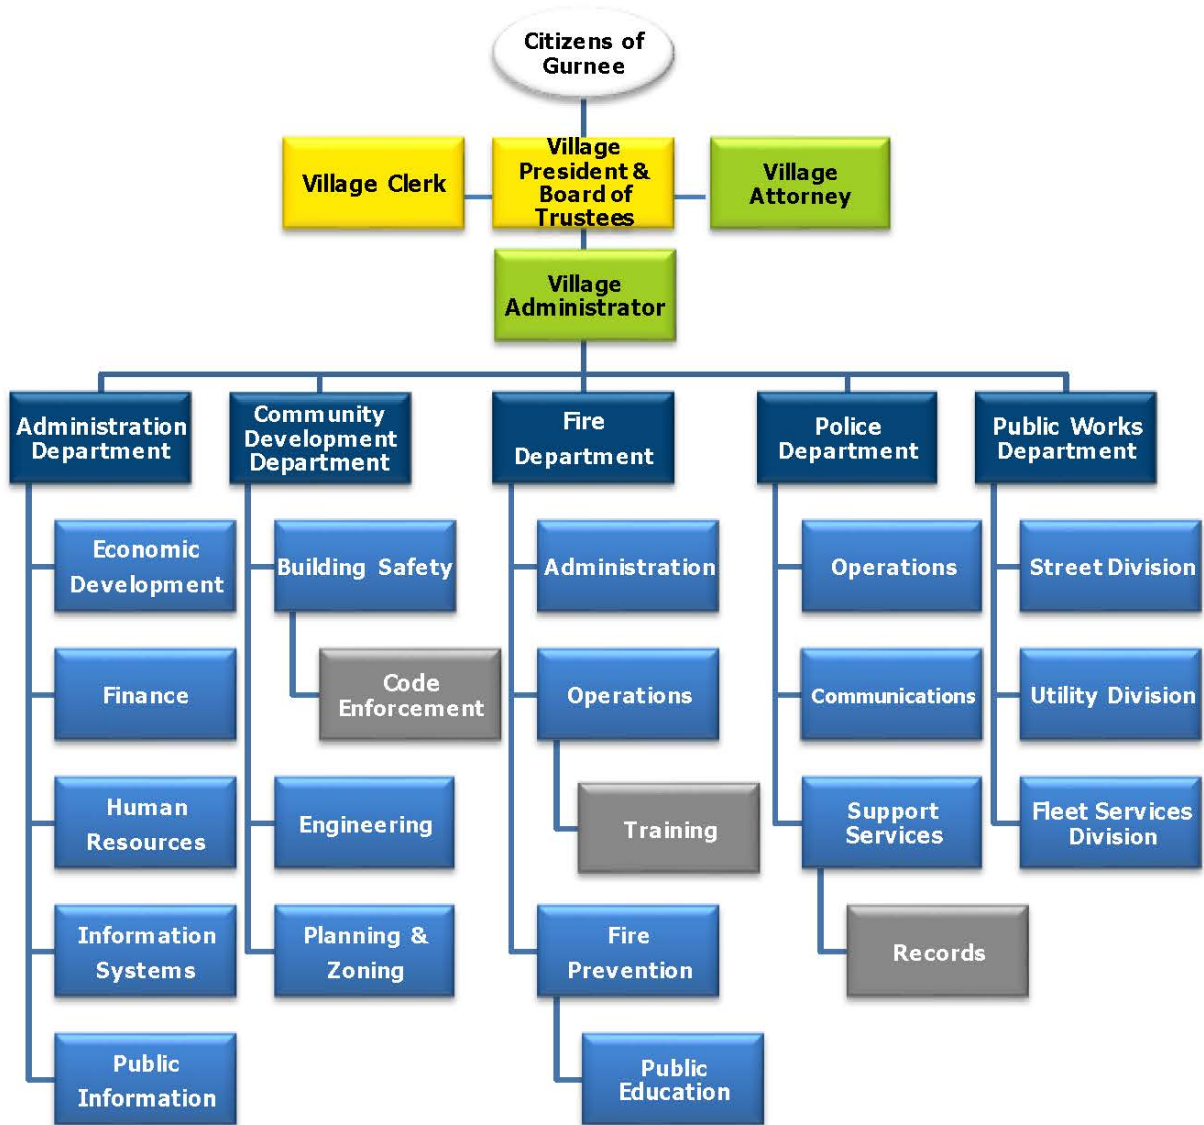 Citizens of
Gurnee
Village Clerk
Village
President &
Board of
Trustees
Village
Attorney
Village
Administrator
Administration
Department
Community
Development
Department
Fire
Department
Police
Department
Public Works
Department
Economic
Development
Finance
Human
Resources
Information
Systems
Public
Information
Building Safety
Code
Enforcement
Engineering
Planning &
Zoning
Administration
Operations
Training
Fire
Prevention
Public
Education
Operations
Communications
Support
Services
Records
Street Division
Utility Division
Fleet Services
Division